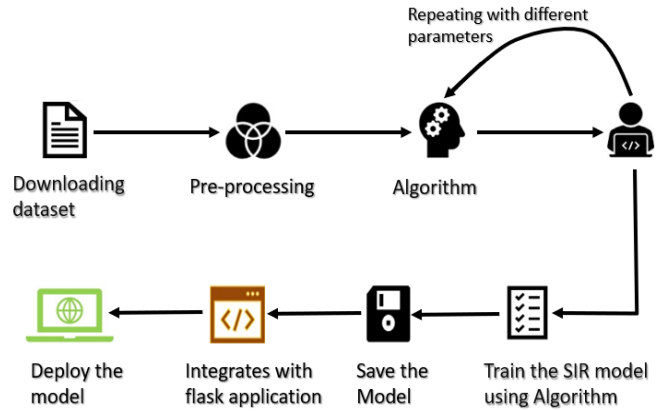 Repeating with different
parameters
Downloading
dataset
Pre-processing
Algorithm
</>
Deploy the
model
</>
Integrates with
flask application
Save the
Model
Train the SIR model
using Algorithm